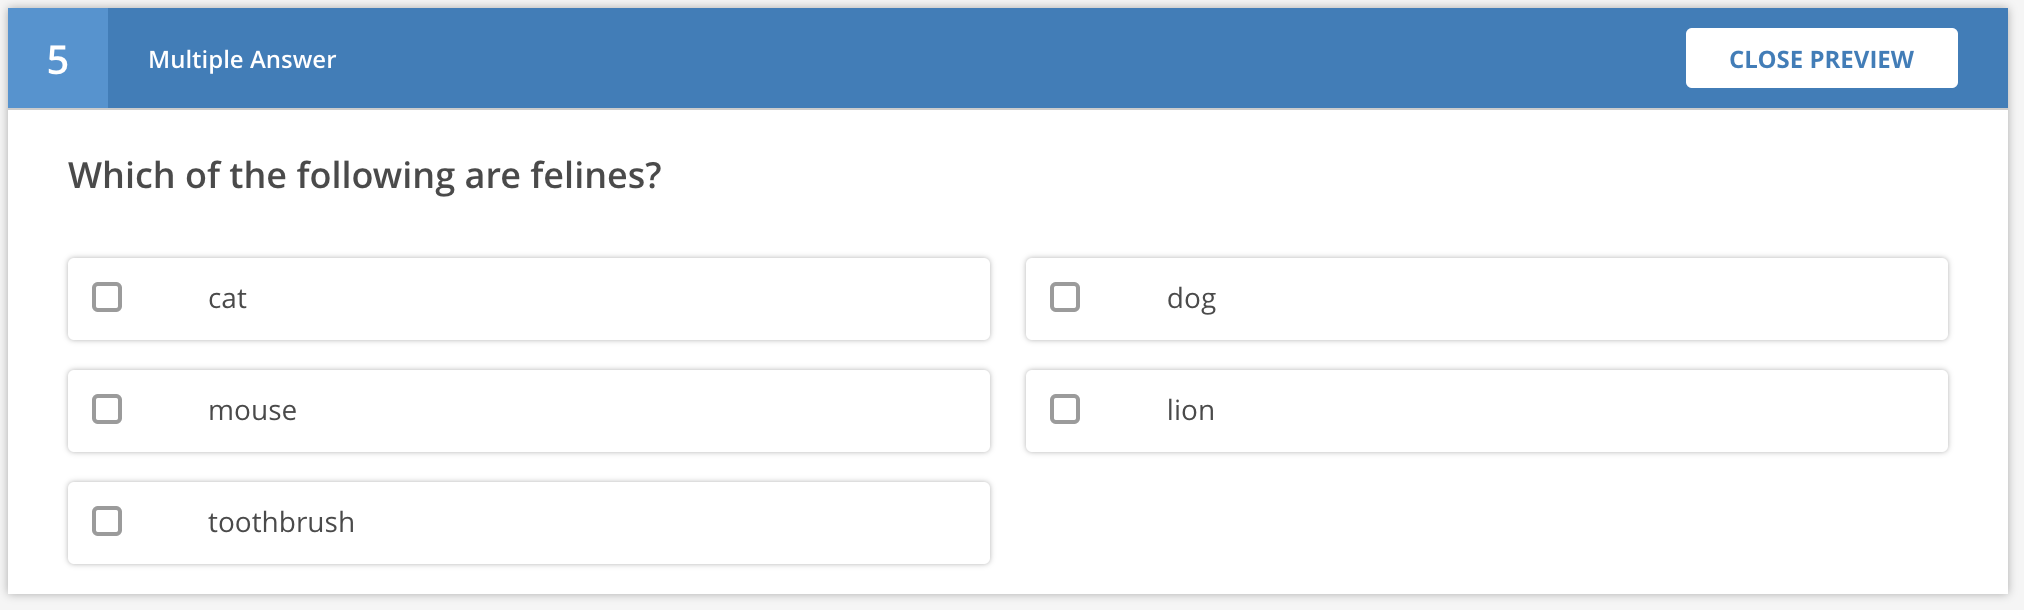 5
Multiple Answer
CLOSE PREVIEW
Which of the following are felines?
cat
dog
mouse
lion
toothbrush